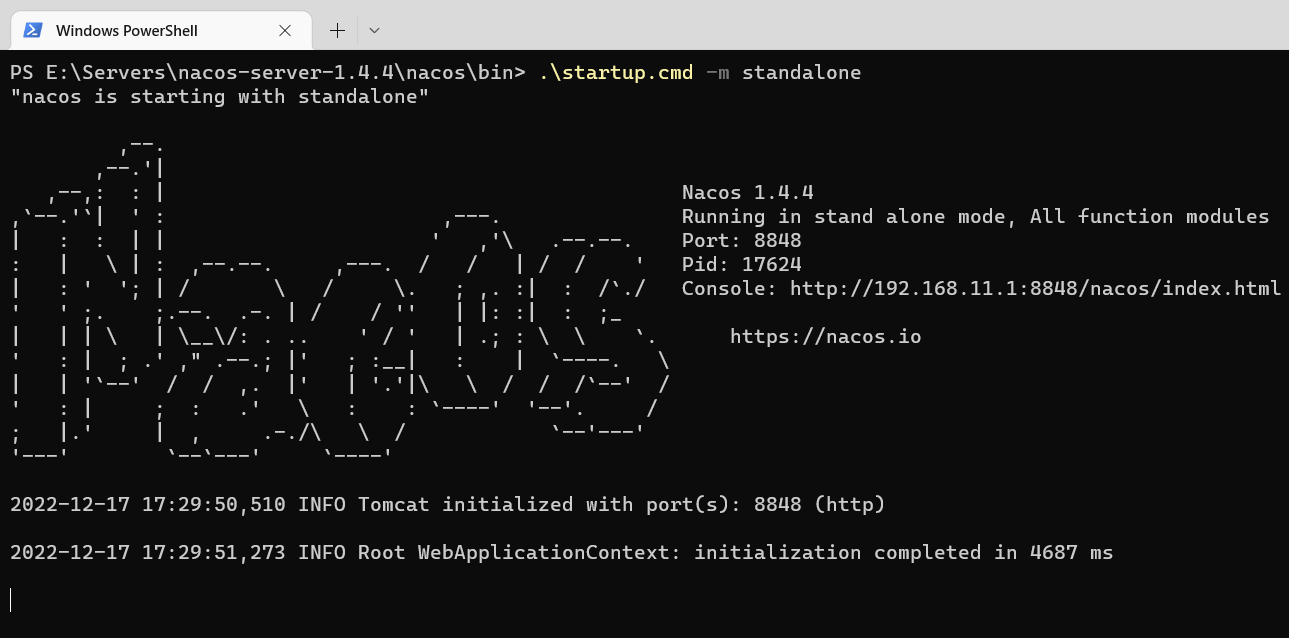 Windows PowerShell
PS E:\Servers\nacos-server-1.4.4\nacos\bin> .\startup.cmd -m standalone
"nacos is starting with standalone"
Nacos 1.4.4
Running in stand alone mode, All function modules
Port: 8848
Pid: 17624
Console: http://192.168.11.1:8848/nacos/index.html
https://nacos.io
2022-12-17 17:29:50,510 INFO Tomcat initialized with port(s): 8848 (http)
2022-12-17 17:29:51,273 INFO Root WebApplicationContext: initialization completed in 4687 ms